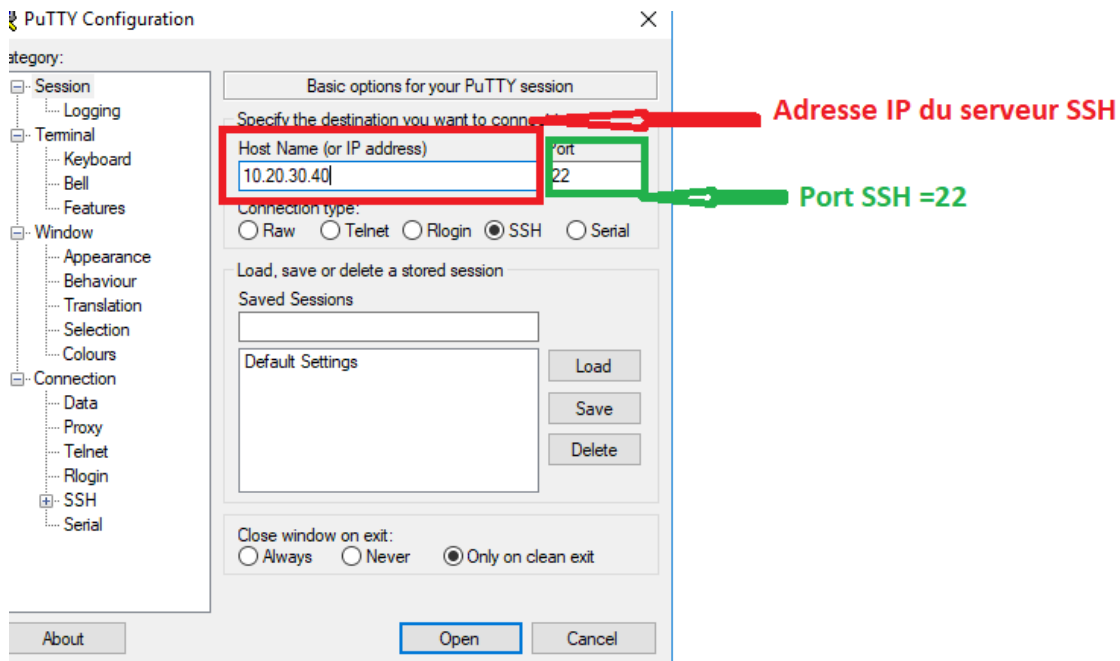 PuTTY Configuration
ategory:
Session
Logging
Terminal
Keyboard
Bell
Features
Window
Appearance
Behaviour
Translation
Selection
Colours
Connection
Data
Proxy
Telnet
Rlogin
SSH
Serial
Basic options for your PuTTY session
Specify the destination you want to conn
Host Name (or IP address)
Port
10.20.30.40
22
Connection type:
Raw Telnet Rlogin SSH Serial
Load, save or delete a stored session
Saved Sessions
Default Settings
Load
Save
Delete
Close window on exit:
Always Never Only on clean exit
About
Open
Cancel
Adresse IP du serveur SSH
Port SSH =22